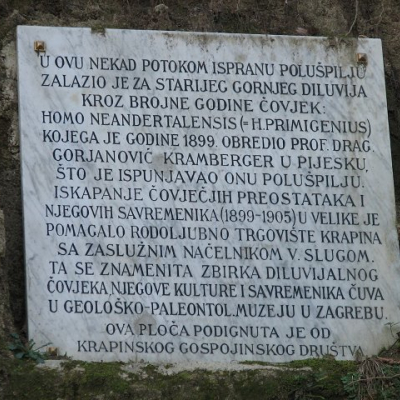 U OVU NEKAD POTOKOM ISPRANU POLUŠPILJU
ZALAZIO JE ZA STARIJEG GORNJEG DILUVIJA
KROZ BROJNE GODINE ČOVJEK:
HOMO NEANDERTALENSIS (=H.PRIMIGENIUS)
KOJEGA JE GODINE 1899. OBREDIO PROF. DRAG.
GORJANOVIĆ KRAMBERGER U PIJESKU,
ŠTO JE ISPUNJAVAO ONU POLUŠPILJU.
ISKAPANJE ČOVJEČJIH PREOSTATAKA I
NJEGOVIH SAVREMENIKA (1899-1905) U VELIKE JE
POMAGALO RODOLJUBNO TRGOVIŠTE KRAPINA
SA ZASLUŽNIM NAČELNIKOM V. SLUGOM.
TA SE ZNAMENITA ZBIRKA DILUVIJALNOG
ČOVJEKA, NJEGOVE KULTURE I SAVREMENIKA ČUVA
U GEOLOŠKO-PALEONTOL. MUZEJU U ZAGREBU.
OVA PLOČA PODIGNUTA JE OD
KRAPINSKOG GOSPOJINSKOG DRUŠTVA